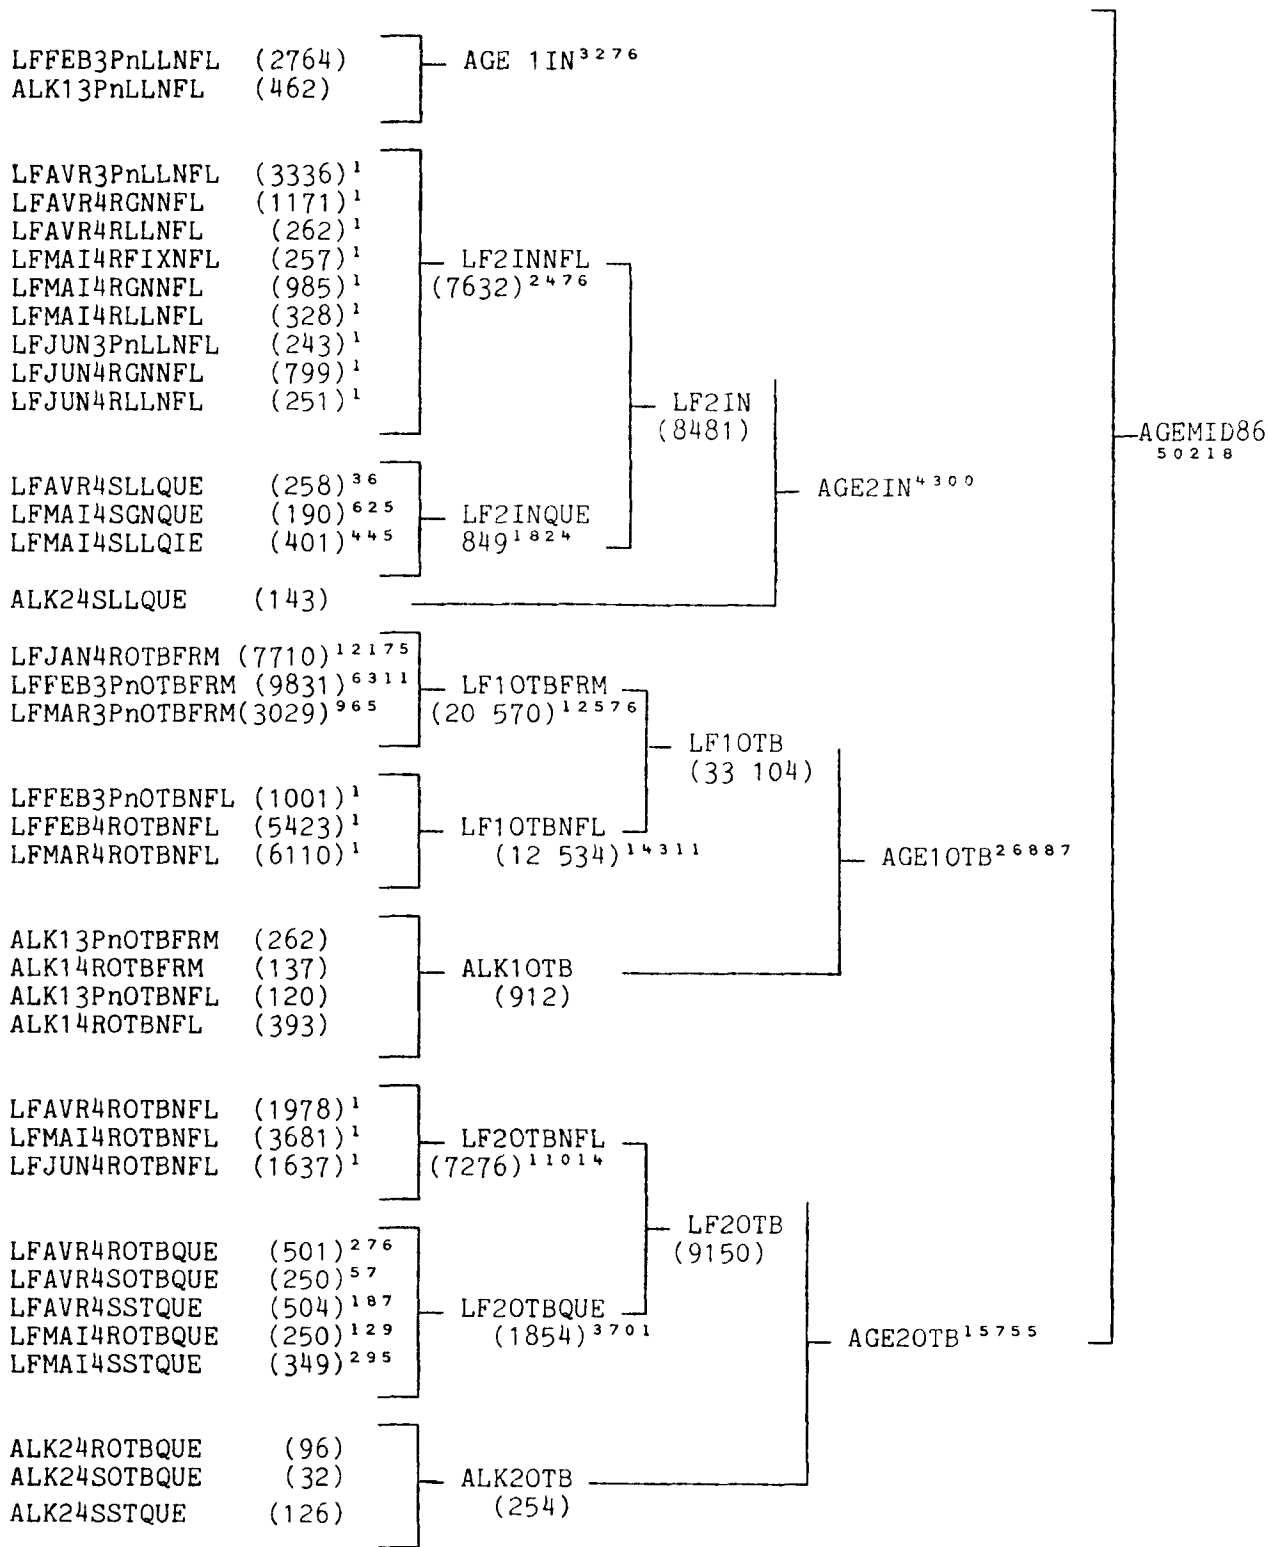 LFFEB3PnLLNFL (2764) AGE 1IN³²⁷⁶
ALK13PnLLNFL (462)
LFAVR3PnLLNFL (3336)¹
LFAVR4RGNNFL (1171)¹
LFAVR4RLLNFL (262)¹
LFMAI4RFIXNFL (257)¹ LF2INNFL
LFMAI4RGNNFL (985)¹ (7632)²⁴⁷⁶
LFMAI4RLLNFL (328)¹
LFJUN3PnLLNFL (243)¹
LFJUN4RGNNFL (799)¹
LFJUN4RLLNFL (251)¹ LF2IN
(8481) AGEMID86
50218
LFAVR4SLLQUE (258)³⁶ AGE2IN⁴³⁰⁰
LFMAI4SGNQUE (190)⁶²⁵ LF2INQUE
LFMAI4SLLQIE (401)⁴⁴⁵ 849¹⁸²⁴
ALK24SLLQUE (143)
LFJAN4ROTBFRM (7710)¹²¹⁷⁵
LFFEB3PnOTBFRM (9831)⁶³¹¹ LF1OTBFRM
LFMAR3PnOTBFRM(3029)⁹⁶⁵ (20 570)¹²⁵⁷⁶
LF1OTB
(33 104)
LFFEB3PnOTBNFL (1001)¹
LFFEB4ROTBNFL (5423)¹ LF1OTBNFL
LFMAR4ROTBNFL (6110)¹ (12 534)¹⁴³¹¹ AGE1OTB²⁶⁸⁸⁷
ALK13PnOTBFRM (262)
ALK14ROTBFRM (137) ALK1OTB
ALK13PnOTBNFL (120) (912)
ALK14ROTBNFL (393)
LFAVR4ROTBNFL (1978)¹
LFMAI4ROTBNFL (3681)¹ LF2OTBNFL
LFJUN4ROTBNFL (1637)¹ (7276)¹¹⁰¹⁴
LF2OTB
LFAVR4ROTBQUE (501)²⁷⁶ (9150)
LFAVR4SOTBQUE (250)⁵⁷
LFAVR4SSTQUE (504)¹⁸⁷ LF2OTBQUE
LFMAI4ROTBQUE (250)¹²⁹ (1854)³⁷⁰¹ AGE2OTB¹⁵⁷⁵⁵
LFMAI4SSTQUE (349)²⁹⁵
ALK24ROTBQUE (96)
ALK24SOTBQUE (32) ALK2OTB
ALK24SSTQUE (126) (254)